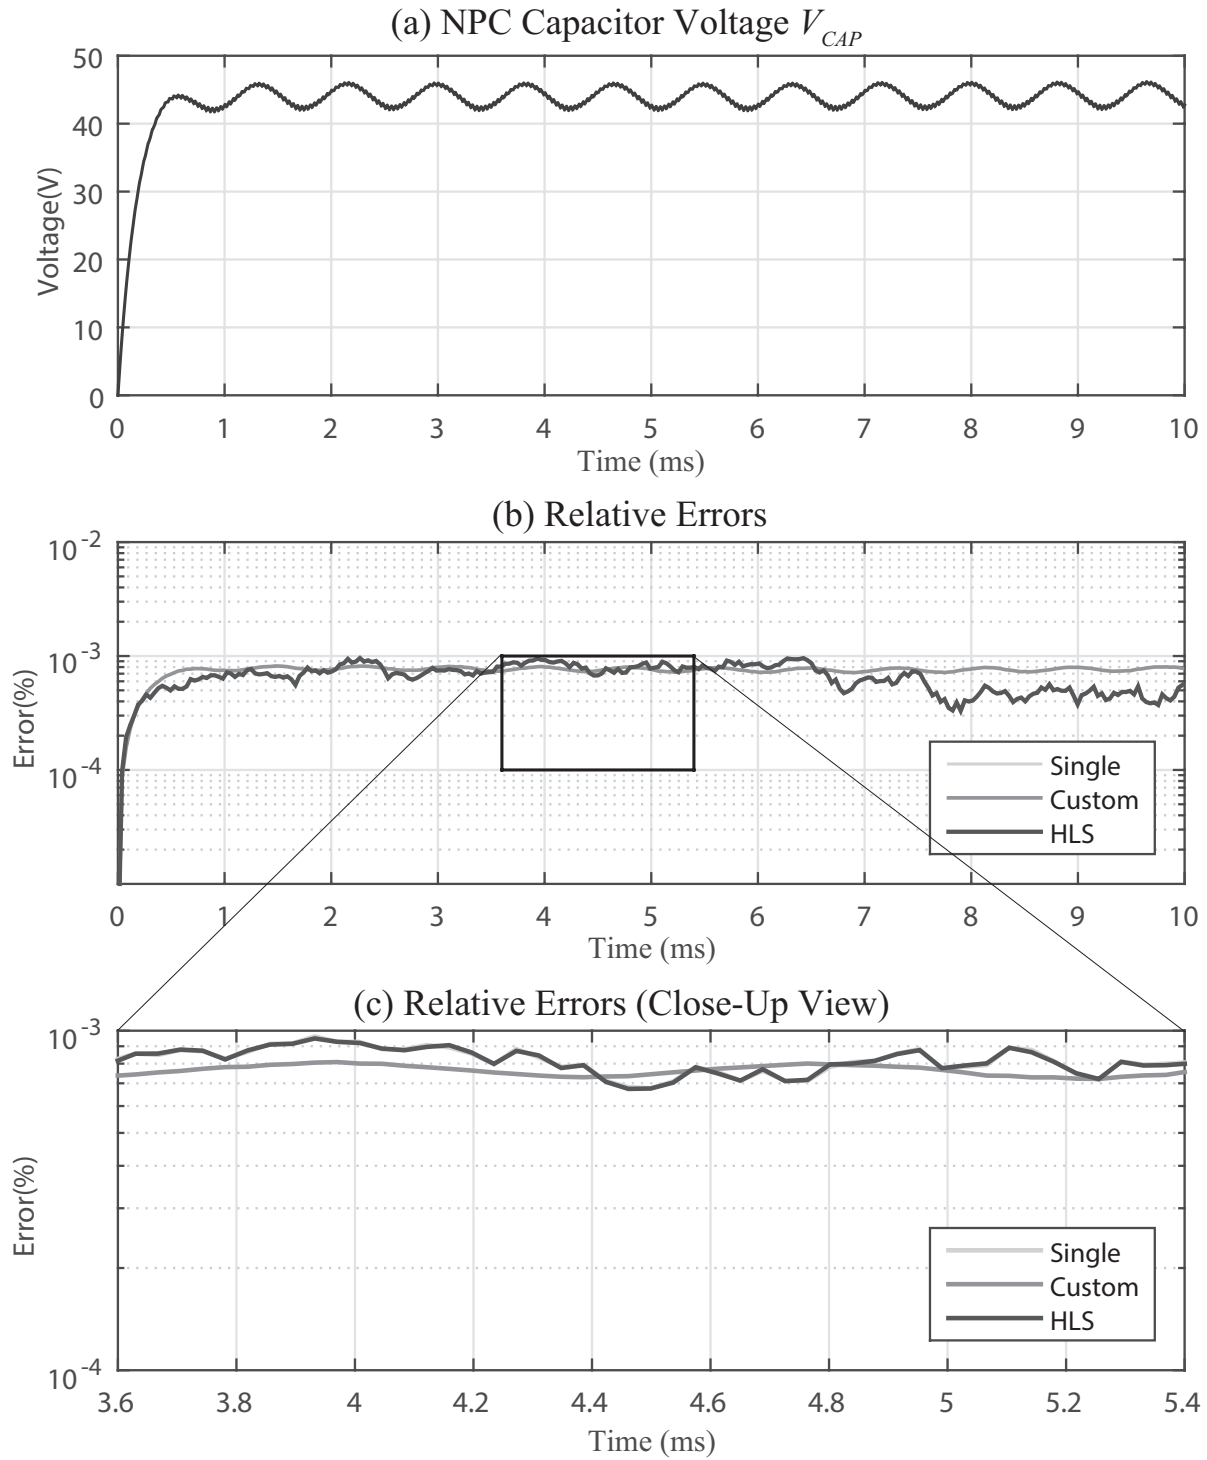 (a) NPC Capacitor Voltage V_CAP
50
40
30
20
10
0
Voltage(V)
0 1 2 3 4 5 6 7 8 9 10
Time (ms)
(b) Relative Errors
10^-2
10^-3
10^-4
Error(%)
Single
Custom
HLS
0 1 2 3 4 5 6 7 8 9 10
Time (ms)
(c) Relative Errors (Close-Up View)
10^-3
Error(%)
Single
Custom
HLS
10^-4
3.6 3.8 4 4.2 4.4 4.6 4.8 5 5.2 5.4
Time (ms)